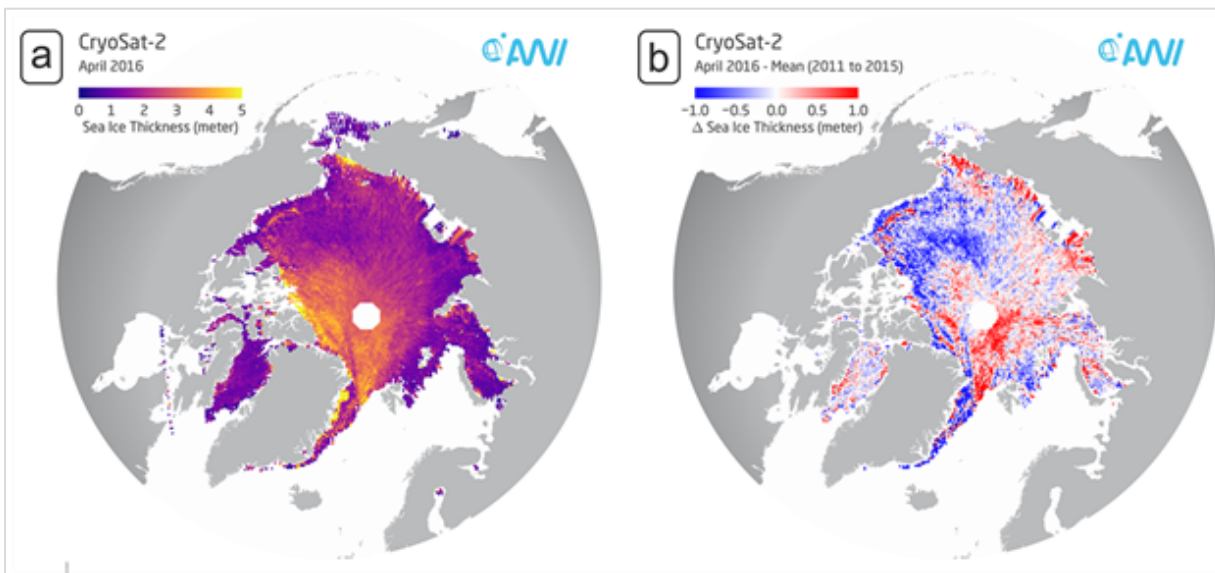 a
CryoSat-2
April 2016
0 1 2 3 4 5
Sea Ice Thickness (meter)
AWI
b
CryoSat-2
April 2016 - Mean (2011 to 2015)
−1.0 −0.5 0.0 0.5 1.0
Δ Sea Ice Thickness (meter)
AWI